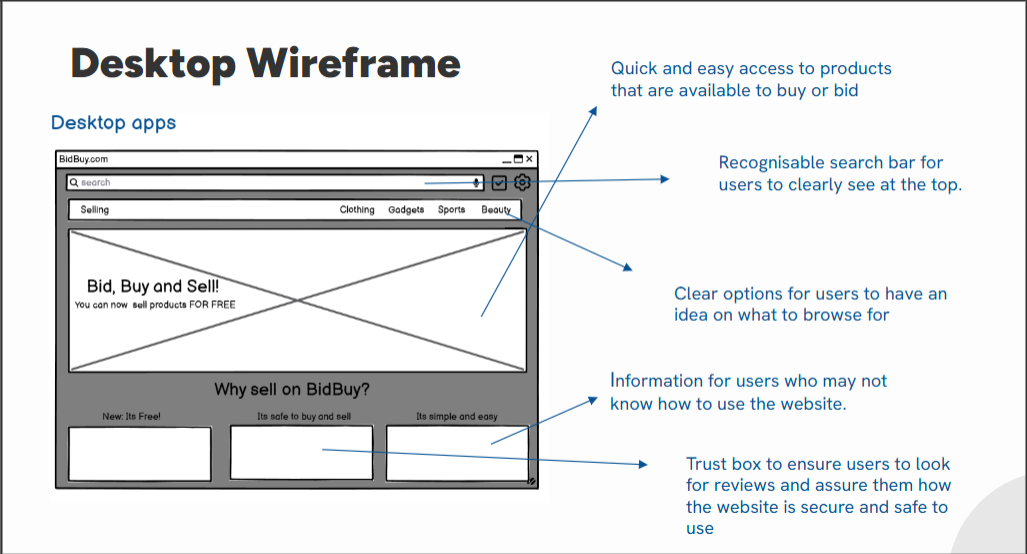 Desktop Wireframe
Desktop apps
BidBuy.com
search
Selling Clothing Gadgets Sports Beauty
Bid, Buy and Sell!
You can now sell products FOR FREE
Why sell on BidBuy?
New: Its Free! Its safe to buy and sell Its simple and easy
Quick and easy access to products
that are available to buy or bid
Recognisable search bar for
users to clearly see at the top.
Clear options for users to have an
idea on what to browse for
Information for users who may not
know how to use the website.
Trust box to ensure users to look
for reviews and assure them how
the website is secure and safe to
use